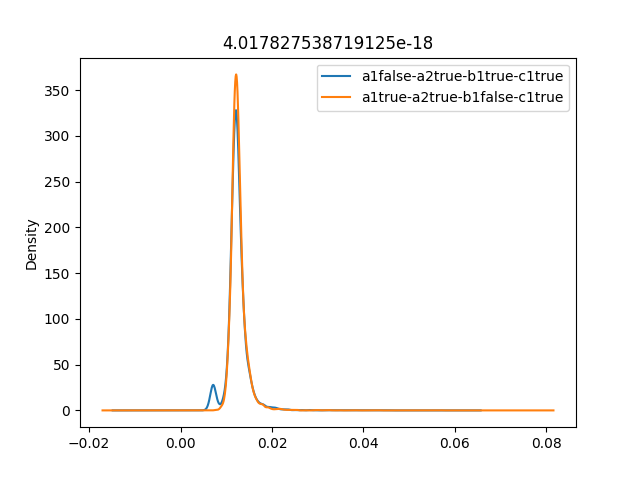 4.017827538719125e-18
a1false-a2true-b1true-c1true
a1true-a2true-b1false-c1true
Density
350
300
250
200
150
100
50
0
−0.02 0.00 0.02 0.04 0.06 0.08